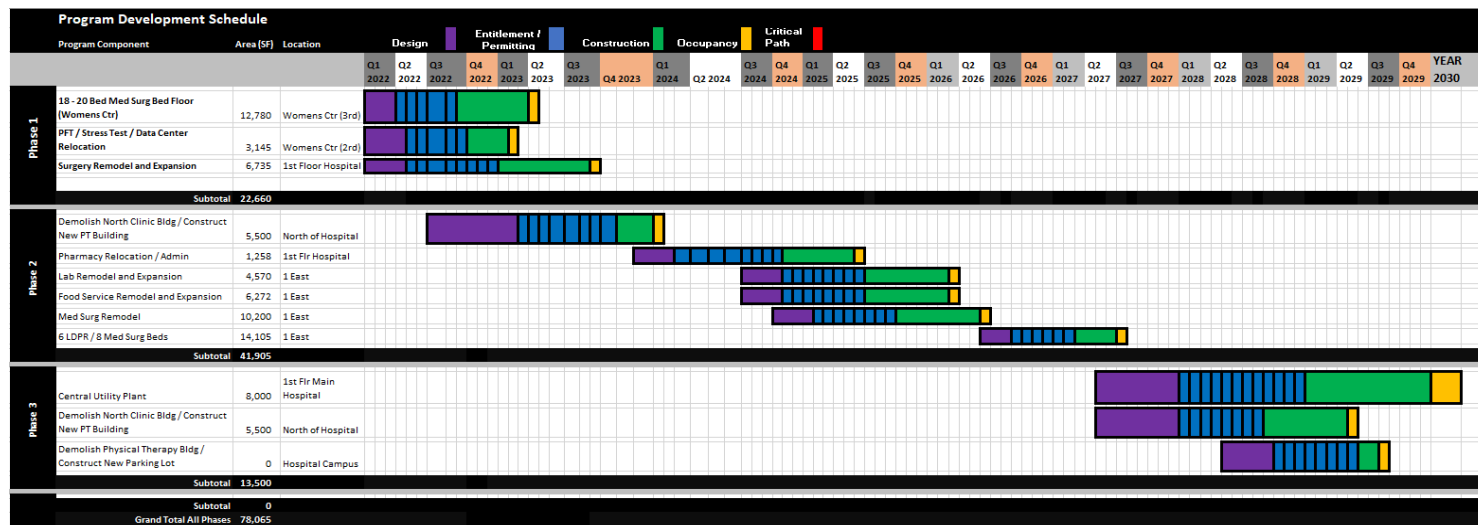 Program Development Schedule
Program Component Area (SF) Location Design Entitlement / Permitting Construction Occupancy Critical Path
Q1 2022 Q2 2022 Q3 2022 Q4 2022 Q1 2023 Q2 2023 Q3 2023 Q4 2023 Q1 2024 Q2 2024 Q3 2024 Q4 2024 Q1 2025 Q2 2025 Q3 2025 Q4 2025 Q1 2026 Q2 2026 Q3 2026 Q4 2026 Q1 2027 Q2 2027 Q3 2027 Q4 2027 Q1 2028 Q2 2028 Q3 2028 Q4 2028 Q1 2029 Q2 2029 Q3 2029 Q4 2029 YEAR 2030
Phase 1
18 - 20 Bed Med Surg Bed Floor
(Womens Ctr) 12,780 Womens Ctr (3rd)
PFT / Stress Test / Data Center
Relocation 3,145 Womens Ctr (2rd)
Surgery Remodel and Expansion 6,735 1st Floor Hospital
Subtotal 22,660
Phase 2
Demolish North Clinic Bldg / Construct
New PT Building 5,500 North of Hospital
Pharmacy Relocation / Admin 1,258 1st Flr Hospital
Lab Remodel and Expansion 4,570 1 East
Food Service Remodel and Expansion 6,272 1 East
Med Surg Remodel 10,200 1 East
6 LDPR / 8 Med Surg Beds 14,105 1 East
Subtotal 41,905
Phase 3
Central Utility Plant 8,000 1st Flr Main Hospital
Demolish North Clinic Bldg / Construct
New PT Building 5,500 North of Hospital
Demolish Physical Therapy Bldg /
Construct New Parking Lot 0 Hospital Campus
Subtotal 13,500
Subtotal 0
Grand Total All Phases 78,065